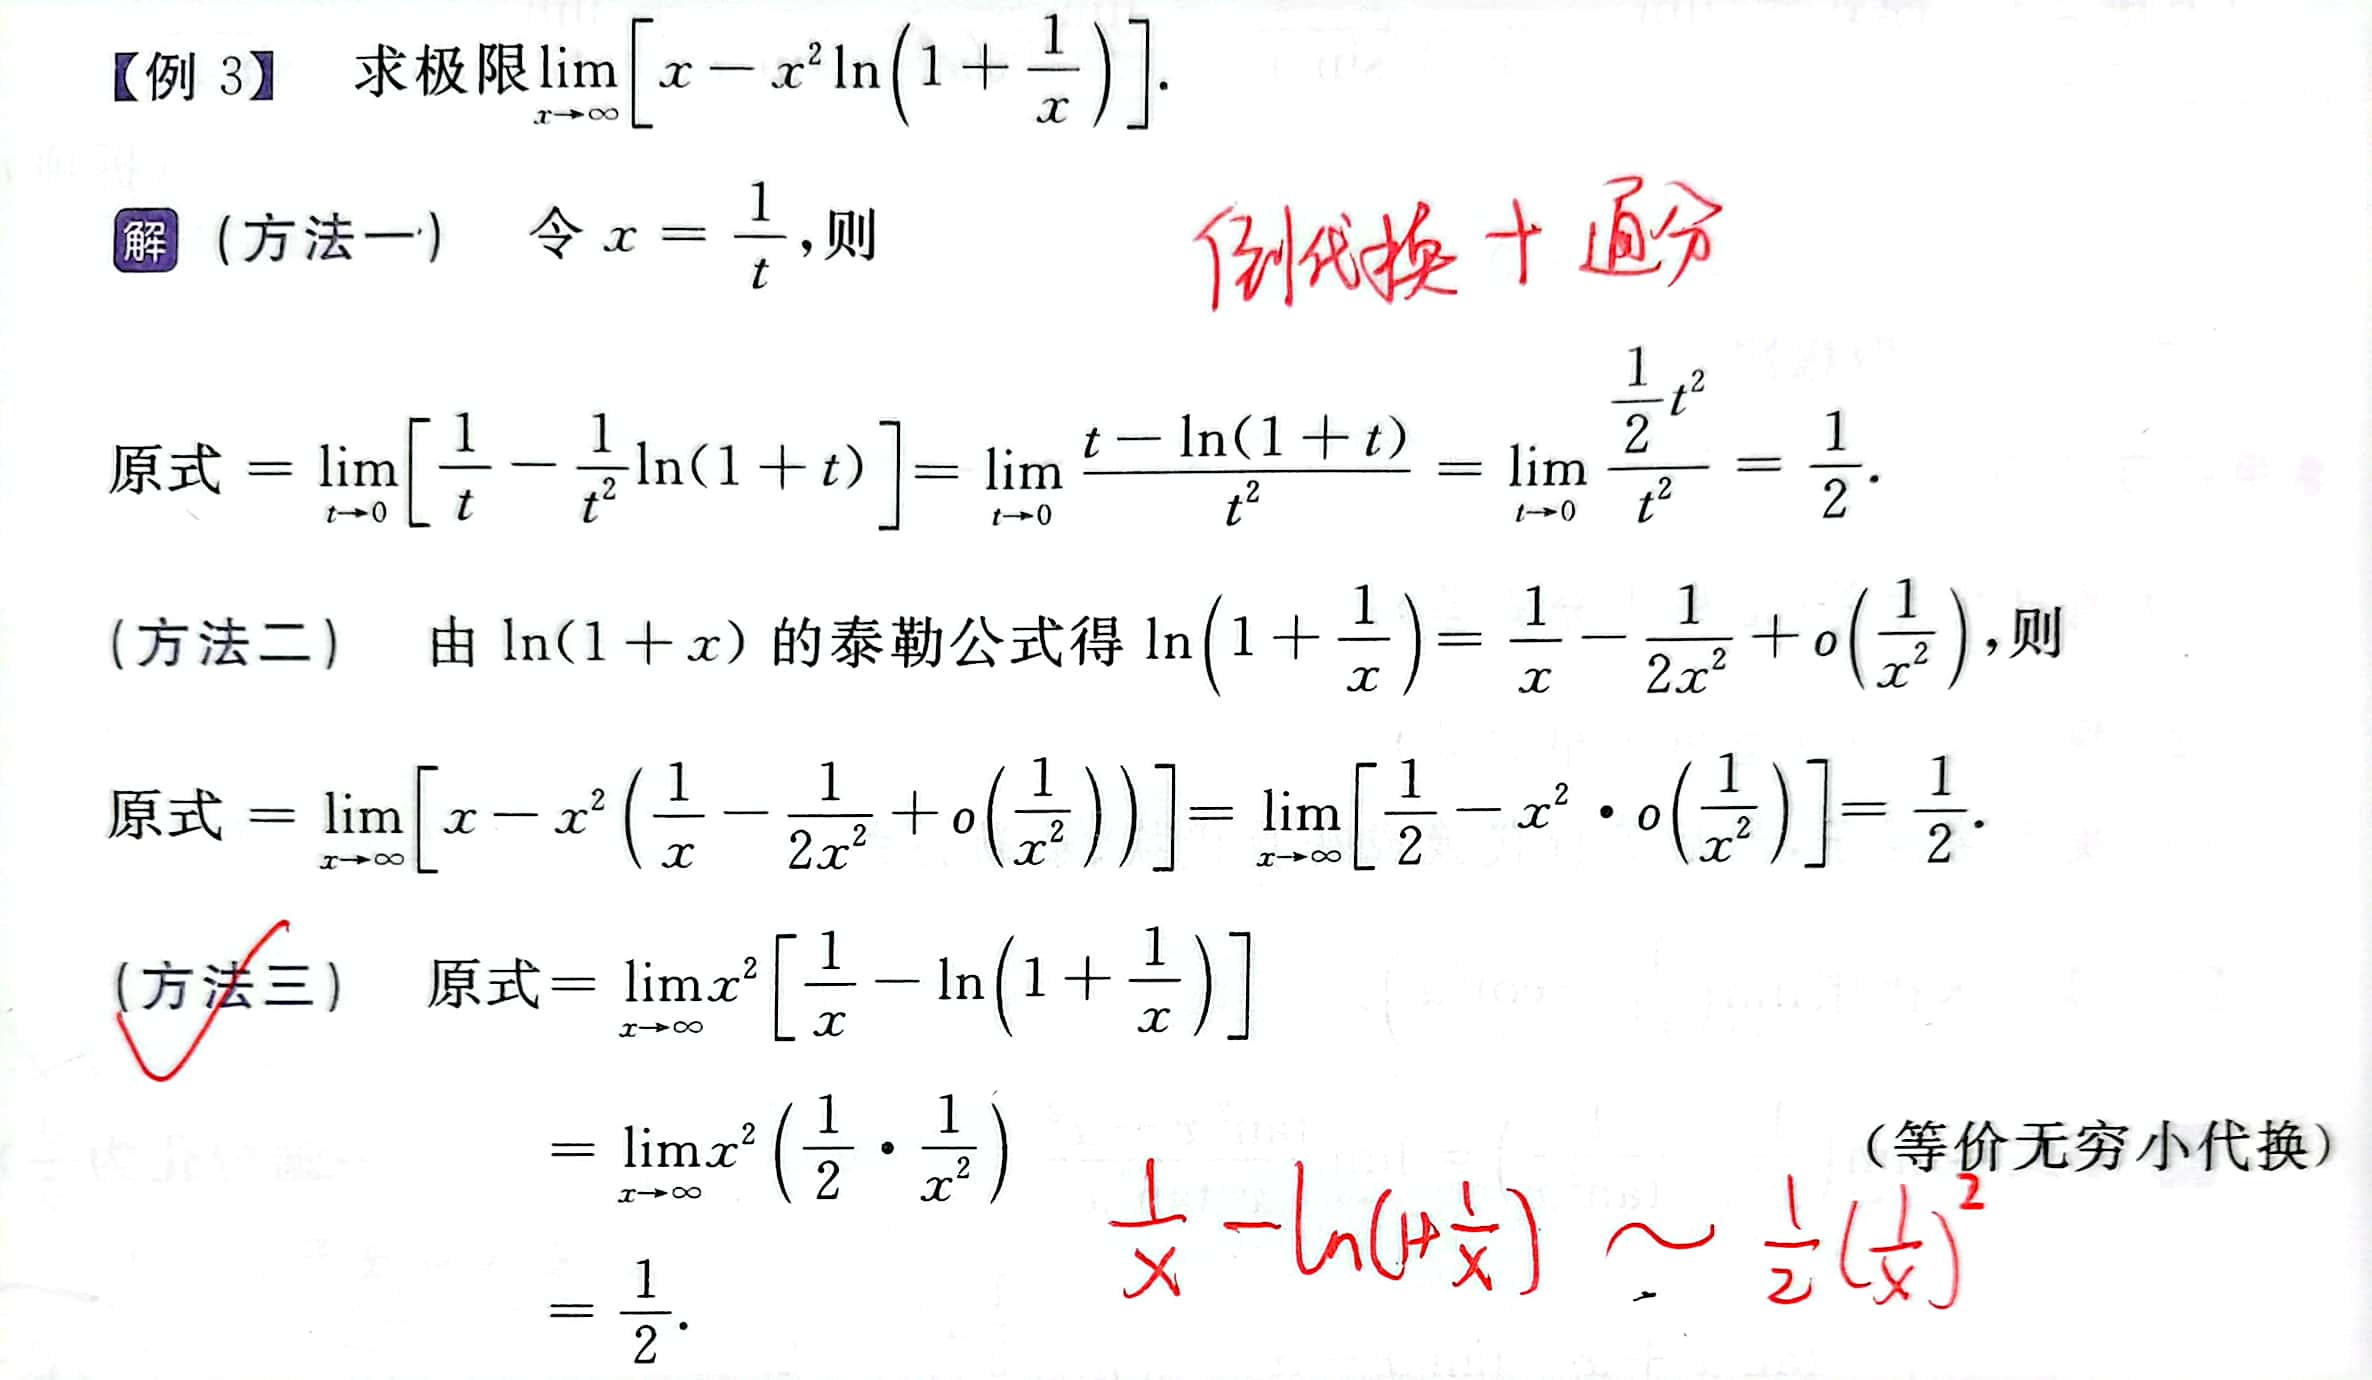 【例 3】 求极限$\lim\limits_{x\to\infty}\left[x-x^2\ln\left(1+\frac{1}{x}\right)\right]$.
解 (方法一) 令 $x=\frac{1}{t}$,则
倒代换 + 通分
原式 $=\lim\limits_{t\to 0}\left[\frac{1}{t}-\frac{1}{t^2}\ln(1+t)\right]=\lim\limits_{t\to 0}\frac{t-\ln(1+t)}{t^2}=\lim\limits_{t\to 0}\frac{\frac{1}{2}t^2}{t^2}=\frac{1}{2}$.
(方法二) 由 $\ln(1+x)$ 的泰勒公式得 $\ln\left(1+\frac{1}{x}\right)=\frac{1}{x}-\frac{1}{2x^2}+o\left(\frac{1}{x^2}\right)$,则
原式 $=\lim\limits_{x\to\infty}\left[x-x^2\left(\frac{1}{x}-\frac{1}{2x^2}+o\left(\frac{1}{x^2}\right)\right)\right]=\lim\limits_{x\to\infty}\left[\frac{1}{2}-x^2\cdot o\left(\frac{1}{x^2}\right)\right]=\frac{1}{2}$.
(方法三) 原式$=\lim\limits_{x\to\infty}x^2\left[\frac{1}{x}-\ln\left(1+\frac{1}{x}\right)\right]$
$=\lim\limits_{x\to\infty}x^2\left(\frac{1}{2}\cdot\frac{1}{x^2}\right)$ (等价无穷小代换)
$\frac{1}{x}-\ln(1+\frac{1}{x})\sim\frac{1}{2}(\frac{1}{x})^2$
$=\frac{1}{2}$.